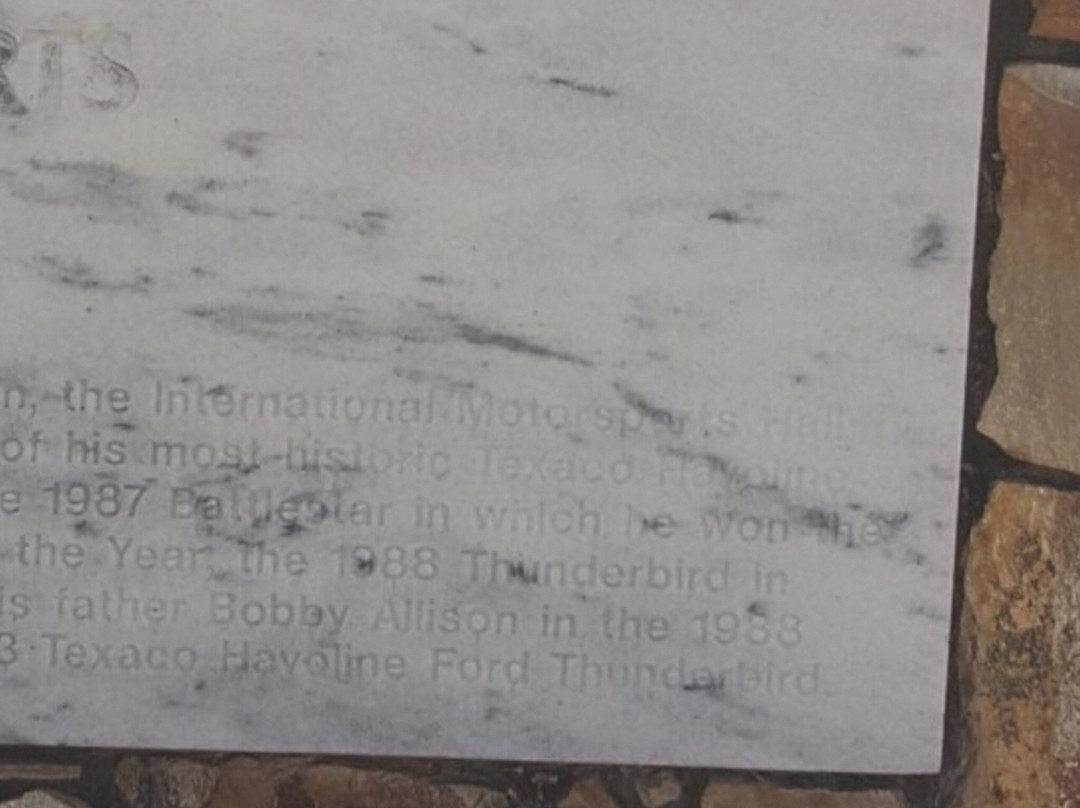 RTS
n, the International Motorsports Hall
of his most historic Texaco Havoline
e 1987 Battlestar in which he won the
the Year, the 1988 Thunderbird in
is father Bobby Allison in the 1988
3 Texaco Havoline Ford Thunderbird